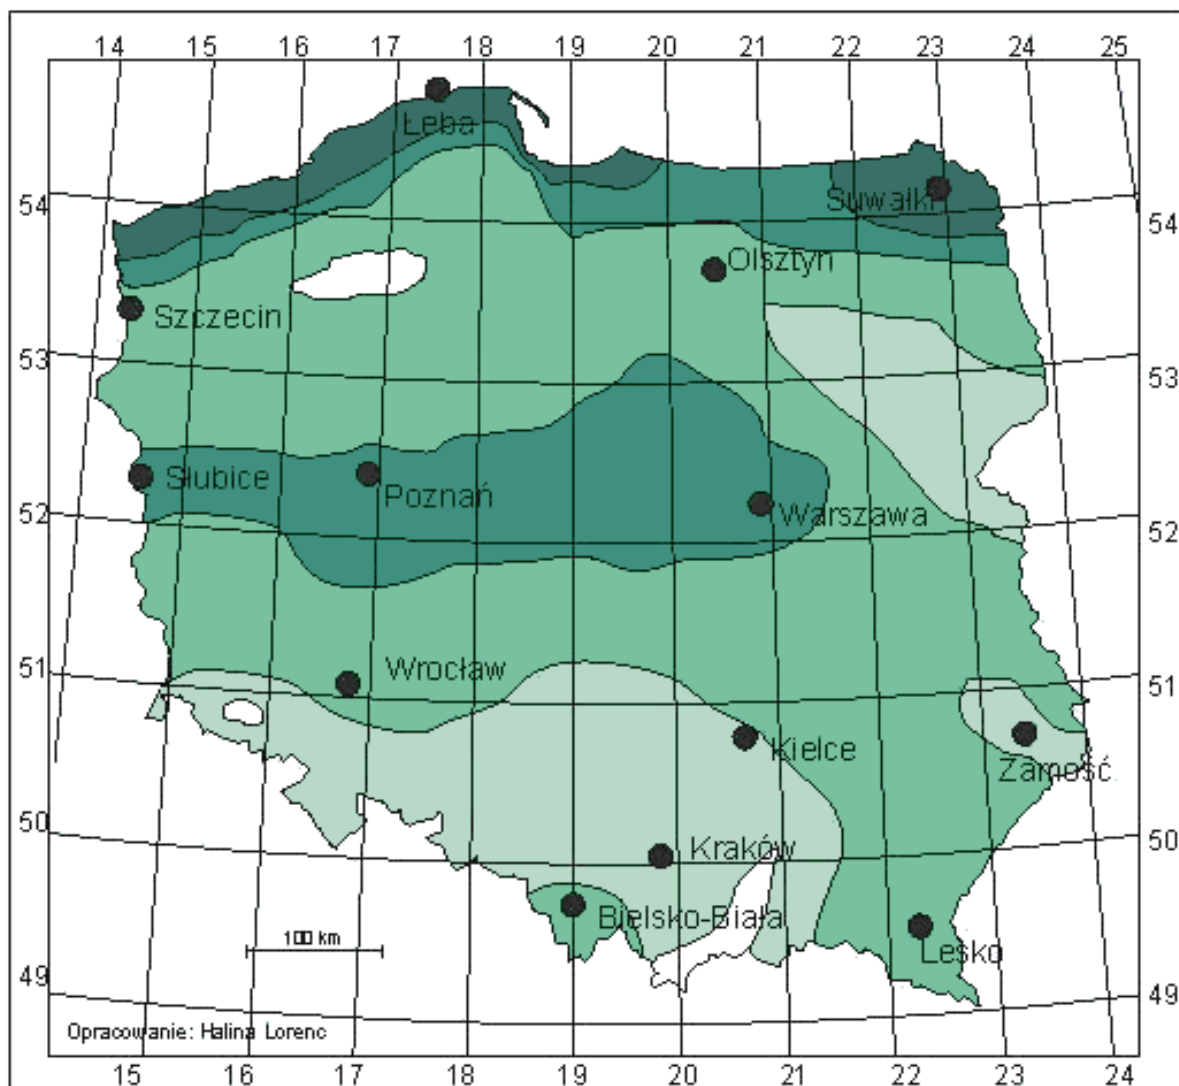 14 15 16 17 18 19 20 21 22 23 24 25
Łeba
Suwałki
54
54
Olsztyn
Szczecin
53
53
Słubice
Poznań
Warszawa
52
52
Wrocław
51
51
Kielce
Zamość
50
50
Kraków
Bielsko-Biała
Lesko
100 km
49
49
Opracowanie: Halina Lorenc
15 16 17 18 19 20 21 22 23 24